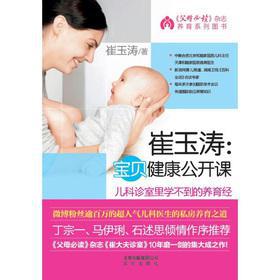 《父母必读》杂志
养育系列图书
崔玉涛/著
崔玉涛:
宝贝健康公开课
儿科诊室里学不到的养育经
微博粉丝逾百万的超人气儿科医生的私房养育之道
丁宗一、马伊琍、石述思倾情作序推荐
《父母必读》杂志《崔大夫诊室》10年磨一剑的集大成之作!